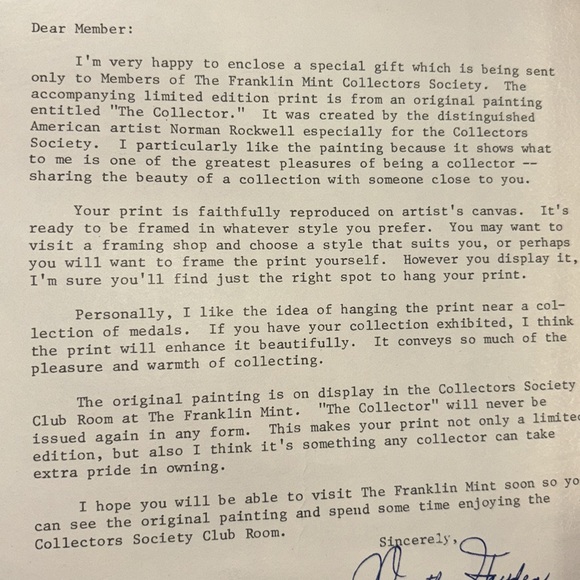 Dear Member:
I'm very happy to enclose a special gift which is being sent
only to Members of The Franklin Mint Collectors Society. The
accompanying limited edition print is from an original painting
entitled "The Collector." It was created by the distinguished
American artist Norman Rockwell especially for the Collectors
Society. I particularly like the painting because it shows what
to me is one of the greatest pleasures of being a collector --
sharing the beauty of a collection with someone close to you.
Your print is faithfully reproduced on artist's canvas. It's
ready to be framed in whatever style you prefer. You may want to
visit a framing shop and choose a style that suits you, or perhaps
you will want to frame the print yourself. However you display it,
I'm sure you'll find just the right spot to hang your print.
Personally, I like the idea of hanging the print near a col-
lection of medals. If you have your collection exhibited, I think
the print will enhance it beautifully. It conveys so much of the
pleasure and warmth of collecting.
The original painting is on display in the Collectors Society
Club Room at The Franklin Mint. "The Collector" will never be
issued again in any form. This makes your print not only a limited
edition, but also I think it's something any collector can take
extra pride in owning.
I hope you will be able to visit The Franklin Mint soon so yo
can see the original painting and spend some time enjoying the
Collectors Society Club Room.
Sincerely,